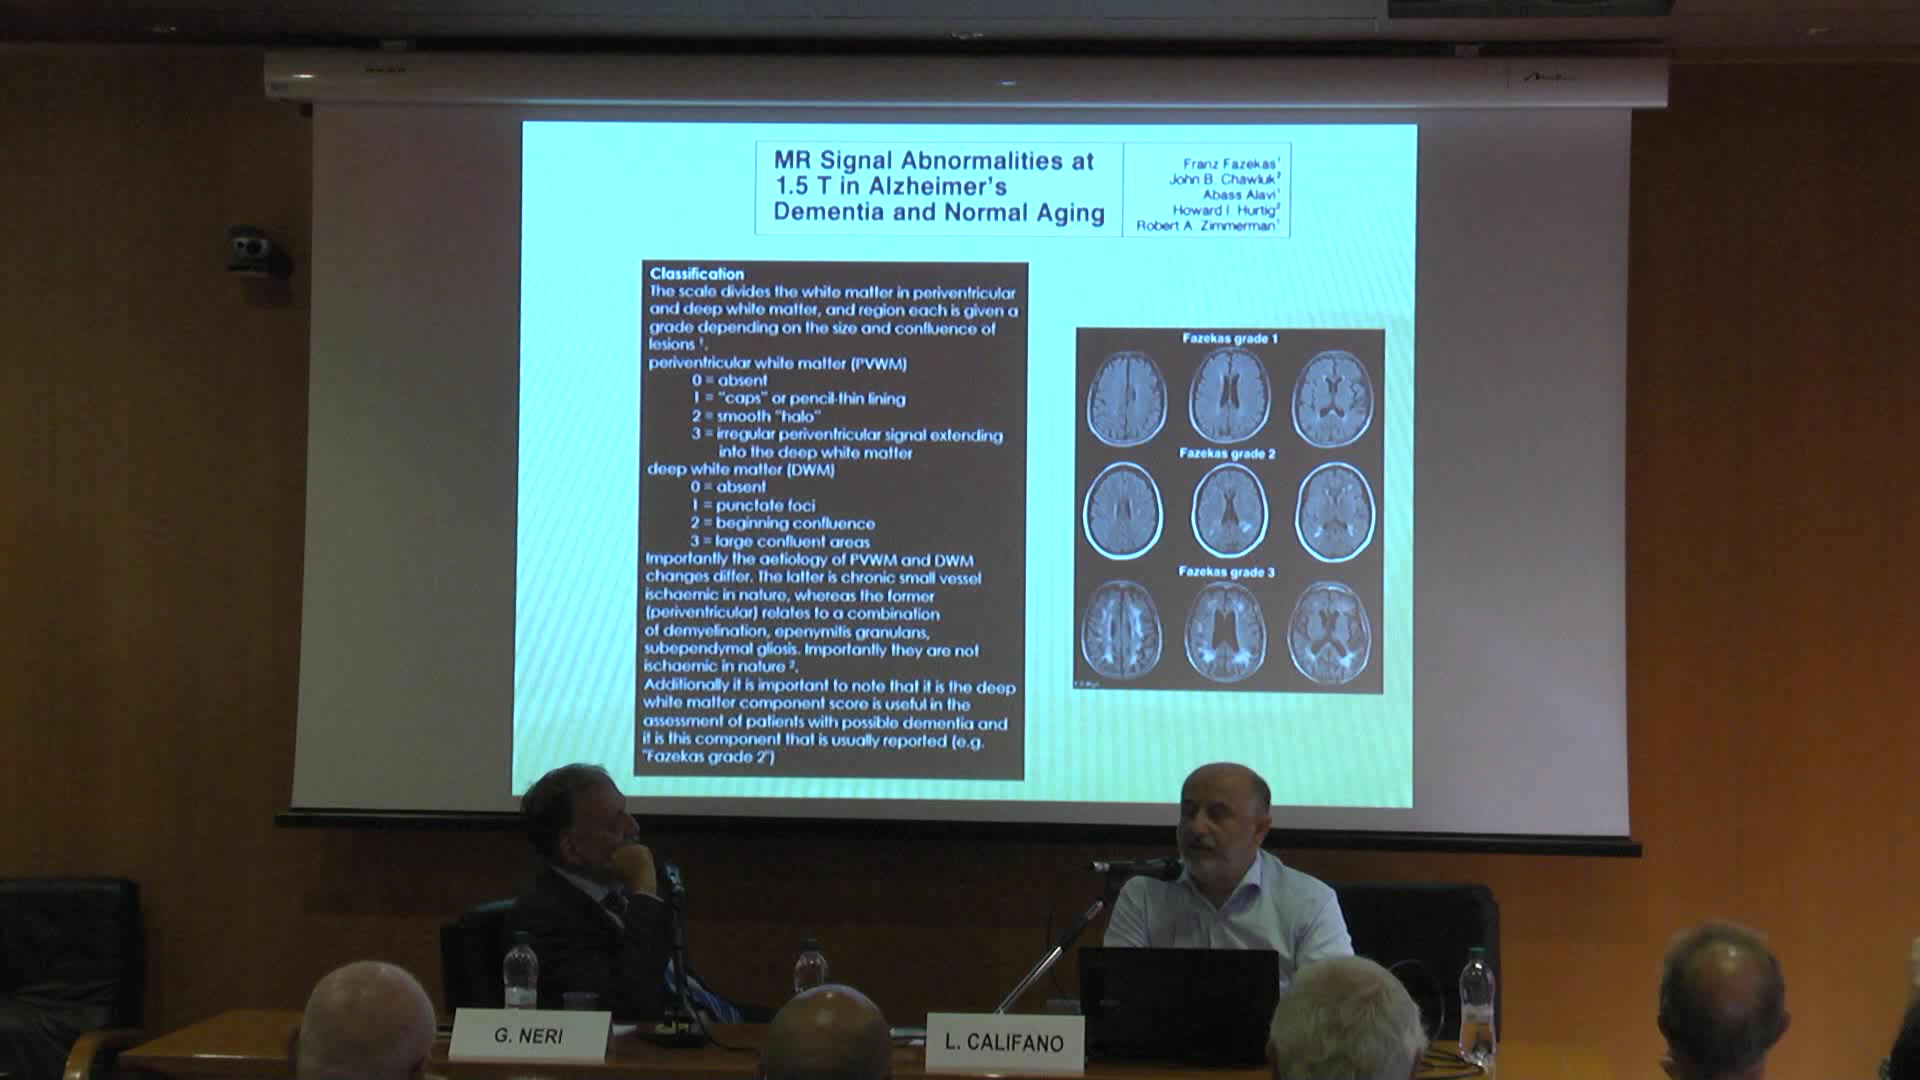 MR Signal Abnormalities at
1.5 T in Alzheimer's
Dementia and Normal Aging
Franz Fazekas¹
John B. Chawluk²
Abass Alavi¹
Howard I. Hurtig²
Robert A. Zimmerman¹
Classification
The scale divides the white matter in periventricular
and deep white matter, and region each is given a
grade depending on the size and confluence of
lesions ¹.
periventricular white matter (PVWM)
0 = absent
1 = "caps" or pencil-thin lining
2 = smooth "halo"
3 = irregular periventricular signal extending
into the deep white matter
deep white matter (DWM)
0 = absent
1 = punctate foci
2 = beginning confluence
3 = large confluent areas
Importantly the aetiology of PVWM and DWM
changes differ. The latter is chronic small vessel
ischaemic in nature, whereas the former
(periventricular) relates to a combination
of demyelination, epenymitis granulans,
subependymal gliosis. Importantly they are not
ischaemic in nature ².
Additionally it is important to note that it is the deep
white matter component score is useful in the
assessment of patients with possible dementia and
it is this component that is usually reported (e.g.
"Fazekas grade 2")
Fazekas grade 1
Fazekas grade 2
Fazekas grade 3
G. NERI
L. CALIFANO